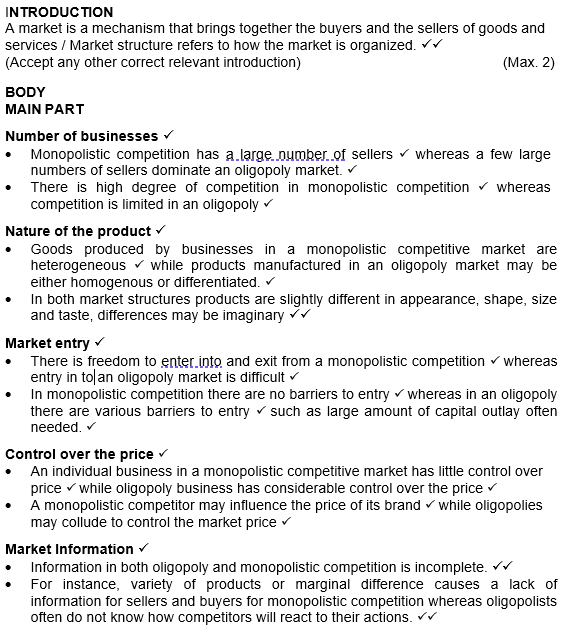 INTRODUCTION
A market is a mechanism that brings together the buyers and the sellers of goods and
services / Market structure refers to how the market is organized. ✓✓
(Accept any other correct relevant introduction) (Max. 2)
BODY
MAIN PART
Number of businesses ✓
• Monopolistic competition has a large number of sellers ✓ whereas a few large
numbers of sellers dominate an oligopoly market. ✓
• There is high degree of competition in monopolistic competition ✓ whereas
competition is limited in an oligopoly ✓
Nature of the product ✓
• Goods produced by businesses in a monopolistic competitive market are
heterogeneous ✓ while products manufactured in an oligopoly market may be
either homogenous or differentiated. ✓
• In both market structures products are slightly different in appearance, shape, size
and taste, differences may be imaginary ✓✓
Market entry ✓
• There is freedom to enter into and exit from a monopolistic competition ✓ whereas
entry in to an oligopoly market is difficult ✓
• In monopolistic competition there are no barriers to entry ✓ whereas in an oligopoly
there are various barriers to entry ✓ such as large amount of capital outlay often
needed. ✓
Control over the price ✓
• An individual business in a monopolistic competitive market has little control over
price ✓ while oligopoly business has considerable control over the price ✓
• A monopolistic competitor may influence the price of its brand ✓ while oligopolies
may collude to control the market price ✓
Market Information ✓
• Information in both oligopoly and monopolistic competition is incomplete. ✓✓
• For instance, variety of products or marginal difference causes a lack of
information for sellers and buyers for monopolistic competition whereas oligopolists
often do not know how competitors will react to their actions. ✓✓